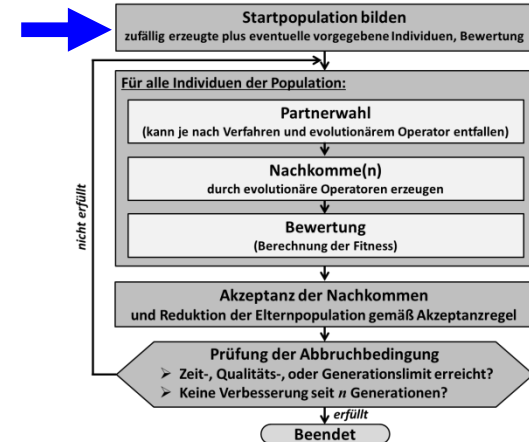 Startpopulation bilden
zufällig erzeugte plus eventuelle vorgegebene Individuen, Bewertung
Für alle Individuen der Population:
Partnerwahl
(kann je nach Verfahren und evolutionärem Operator entfallen)
Nachkomme(n)
durch evolutionäre Operatoren erzeugen
Bewertung
(Berechnung der Fitness)
nicht erfüllt
Akzeptanz der Nachkommen
und Reduktion der Elternpopulation gemäß Akzeptanzregel
Prüfung der Abbruchbedingung
➢ Zeit-, Qualitäts-, oder Generationslimit erreicht?
➢ Keine Verbesserung seit n Generationen?
erfüllt
Beendet